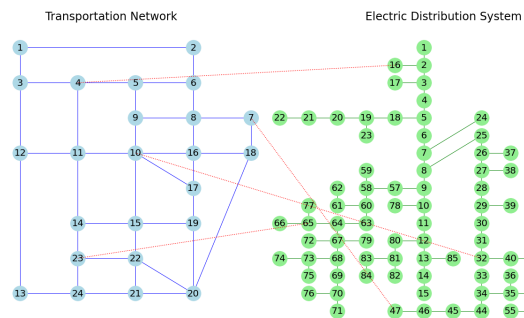 Transportation Network Electric Distribution System
1 2 1
16 2
3 4 5 6 17 3
4
9 8 7 22 21 20 19 18 5 24
23 6 25
12 11 10 16 18 7 26 37
59 8 27 38
17 62 58 57 9 28
77 61 60 78 10 29 39
14 15 19 66 65 64 63 11 30
72 67 79 80 12 31
23 22 74 73 68 83 81 13 85 32 40
75 69 84 82 14 33 36
13 24 21 20 76 70 15 34 35
71 47 46 45 44 55